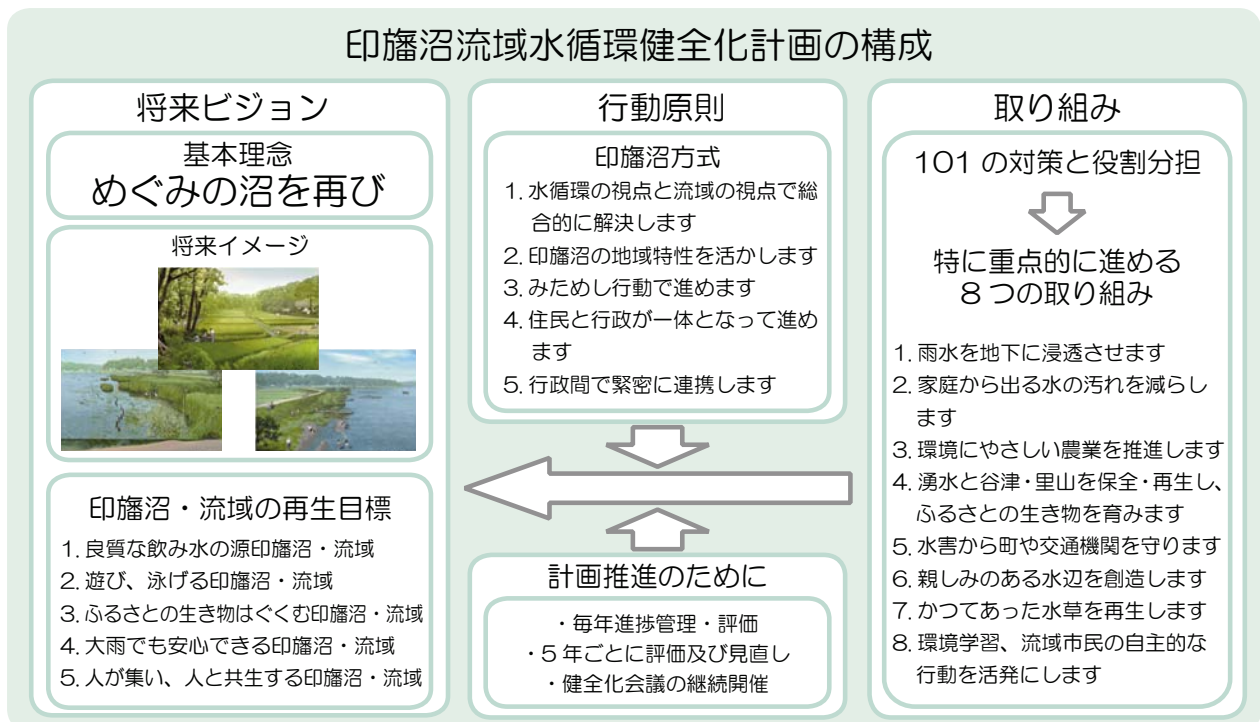 印旛沼流域水循環健全化計画の構成
将来ビジョン
基本理念
めぐみの沼を再び
将来イメージ
印旛沼・流域の再生目標
1. 良質な飲み水の源印旛沼・流域
2. 遊び、泳げる印旛沼・流域
3. ふるさとの生き物はぐくむ印旛沼・流域
4. 大雨でも安心できる印旛沼・流域
5. 人が集い、人と共生する印旛沼・流域
行動原則
印旛沼方式
1. 水循環の視点と流域の視点で総
合的に解決します
2. 印旛沼の地域特性を活かします
3. みためし行動で進めます
4. 住民と行政が一体となって進め
ます
5. 行政間で緊密に連携します
計画推進のために
・毎年進捗管理・評価
・5 年ごとに評価及び見直し
・健全化会議の継続開催
取り組み
101 の対策と役割分担
特に重点的に進める
8 つの取り組み
1. 雨水を地下に浸透させます
2. 家庭から出る水の汚れを減らし
ます
3. 環境にやさしい農業を推進します
4. 湧水と谷津・里山を保全・再生し、
ふるさとの生き物を育みます
5. 水害から町や交通機関を守ります
6. 親しみのある水辺を創造します
7. かつてあった水草を再生します
8. 環境学習、流域市民の自主的な
行動を活発にします